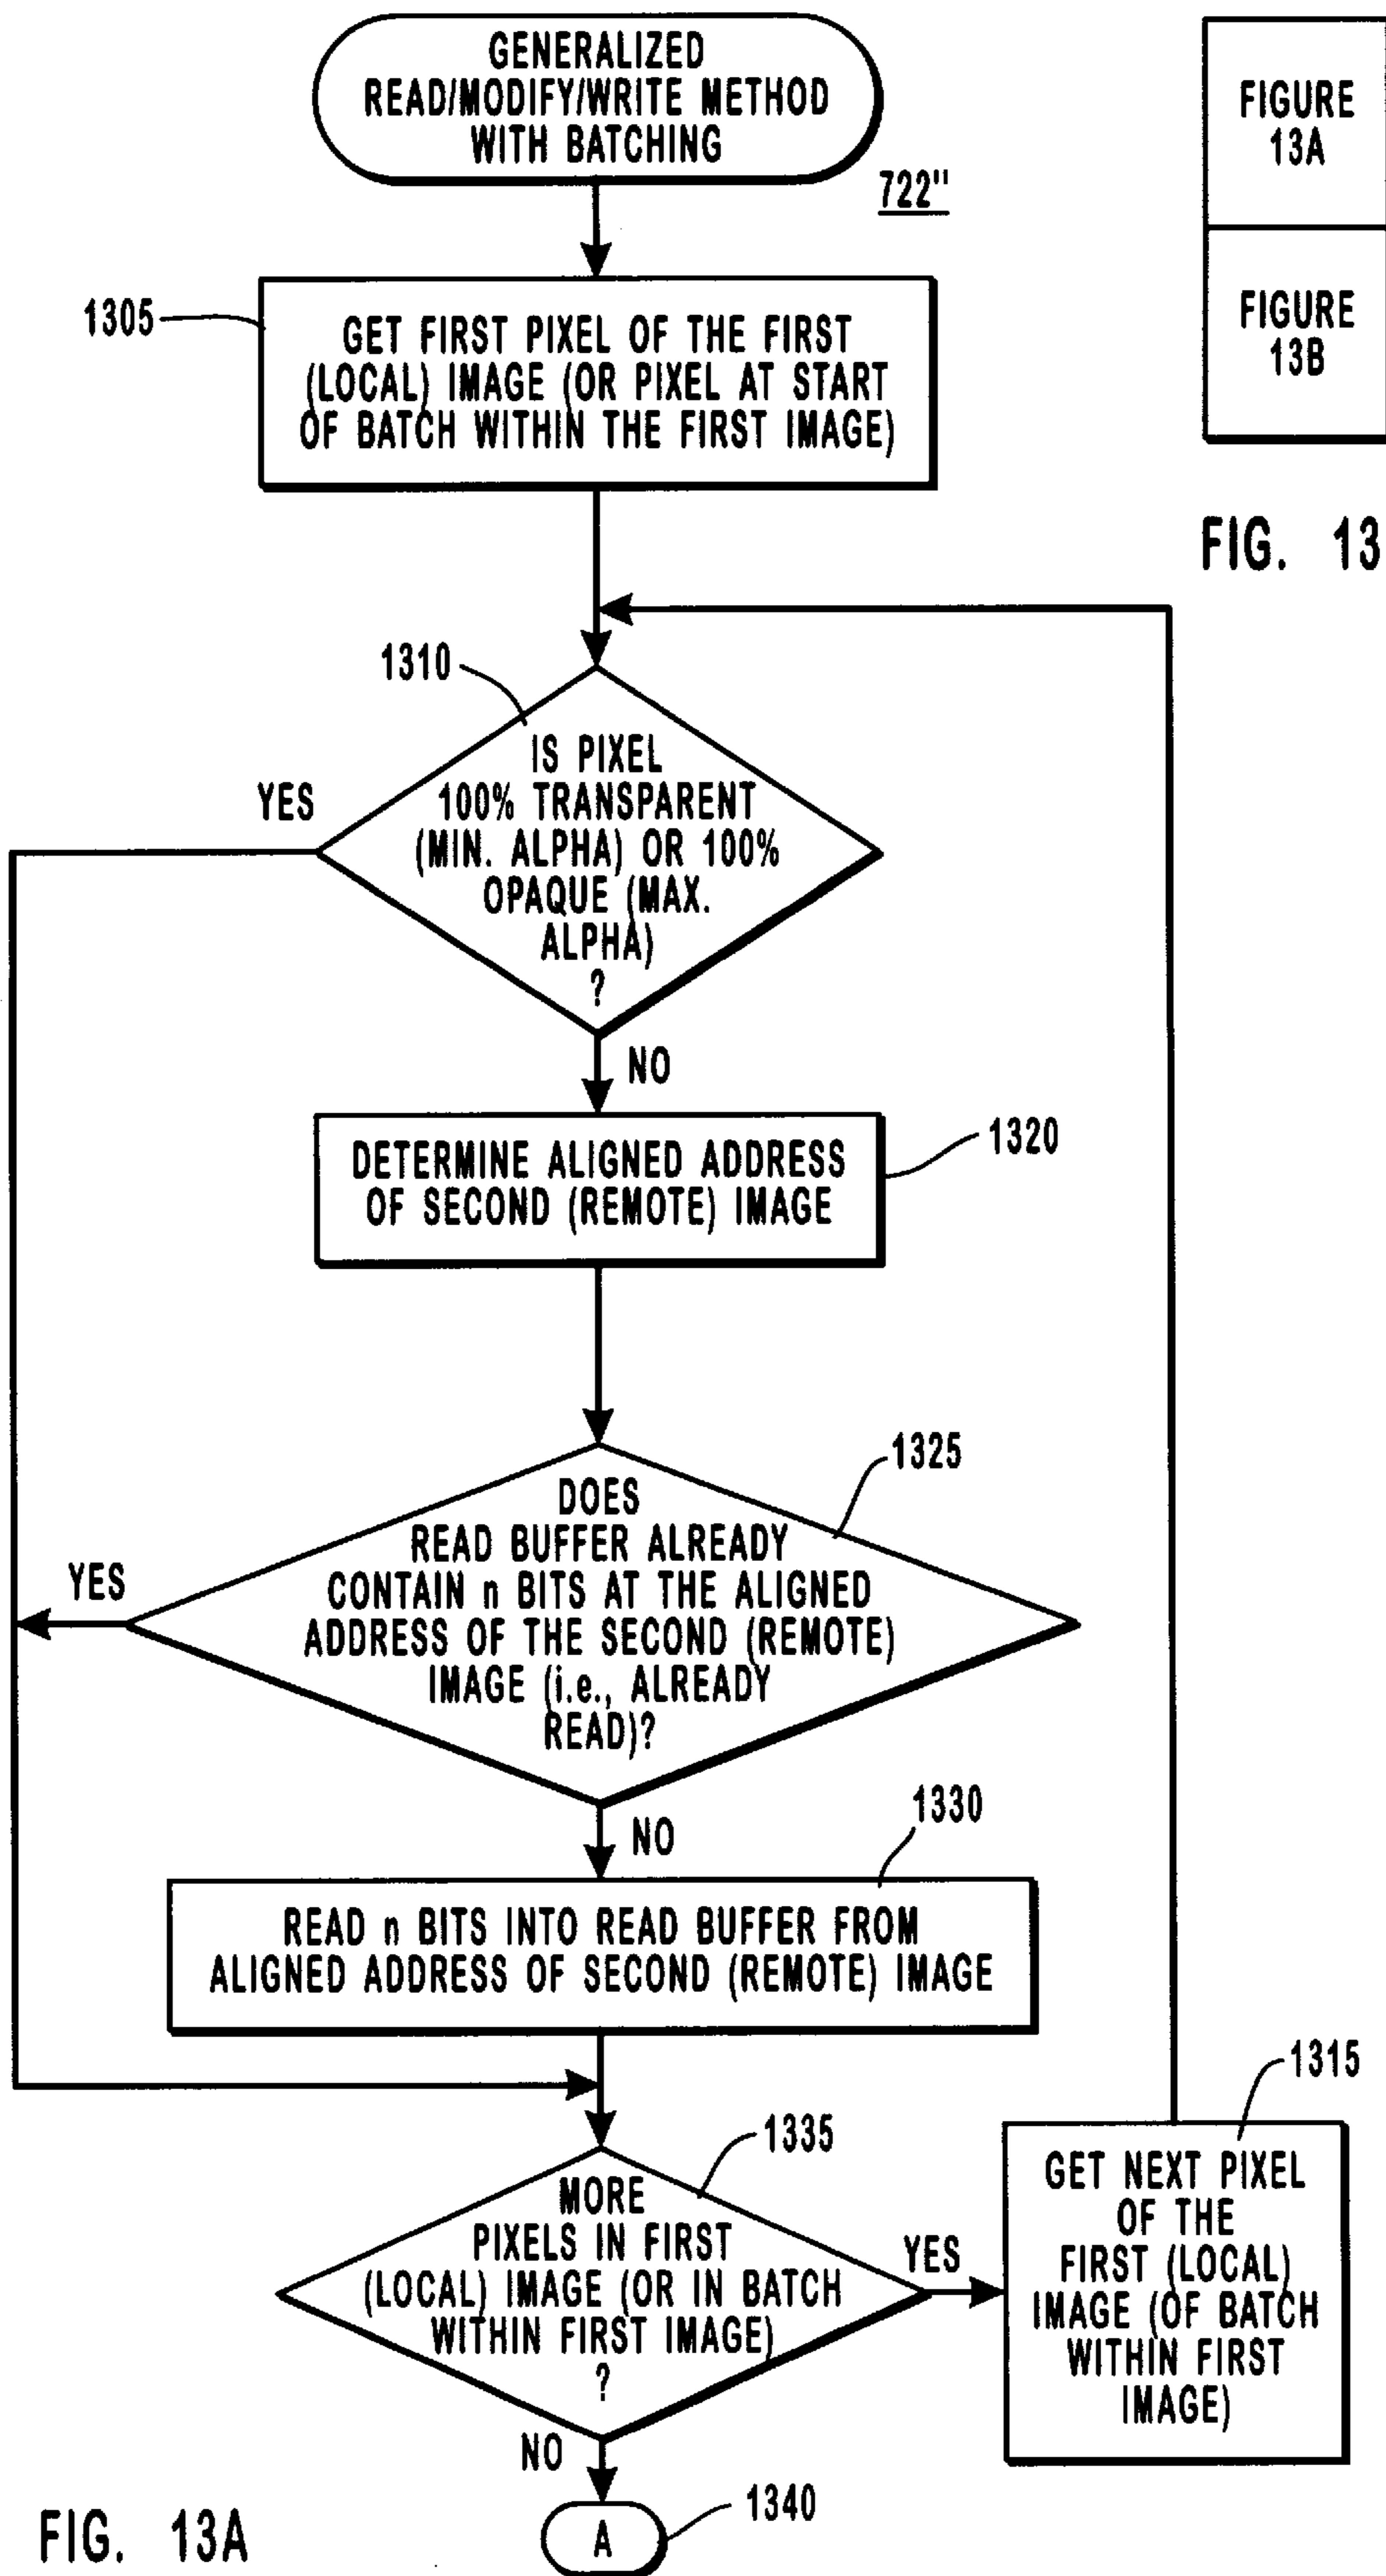 GENERALIZED
READ/MODIFY/WRITE METHOD
WITH BATCHING
722"
FIGURE
13A
FIGURE
13B
FIG. 13
1305
GET FIRST PIXEL OF THE FIRST
(LOCAL) IMAGE (OR PIXEL AT START
OF BATCH WITHIN THE FIRST IMAGE)
1310
IS PIXEL
100% TRANSPARENT
(MIN. ALPHA) OR 100%
OPAQUE (MAX.
ALPHA)
?
YES
NO
1320
DETERMINE ALIGNED ADDRESS
OF SECOND (REMOTE) IMAGE
1325
DOES
READ BUFFER ALREADY
CONTAIN n BITS AT THE ALIGNED
ADDRESS OF THE SECOND (REMOTE)
IMAGE (i.e., ALREADY
READ)?
YES
NO
1330
READ n BITS INTO READ BUFFER FROM
ALIGNED ADDRESS OF SECOND (REMOTE) IMAGE
1335
MORE
PIXELS IN FIRST
(LOCAL) IMAGE (OR IN BATCH
WITHIN FIRST IMAGE)
?
YES
1315
GET NEXT PIXEL
OF THE
FIRST (LOCAL)
IMAGE (OF BATCH
WITHIN FIRST
IMAGE)
NO
A
1340
FIG. 13A